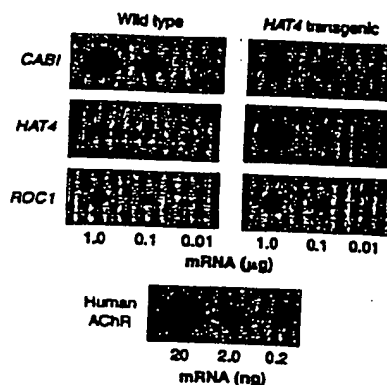 Wild type HAT4 transgenic
CABI
HAT4
ROC1
1.0 0.1 0.01 1.0 0.1 0.01
mRNA (µg)
Human
AChR
20 2.0 0.2
mRNA (ng)